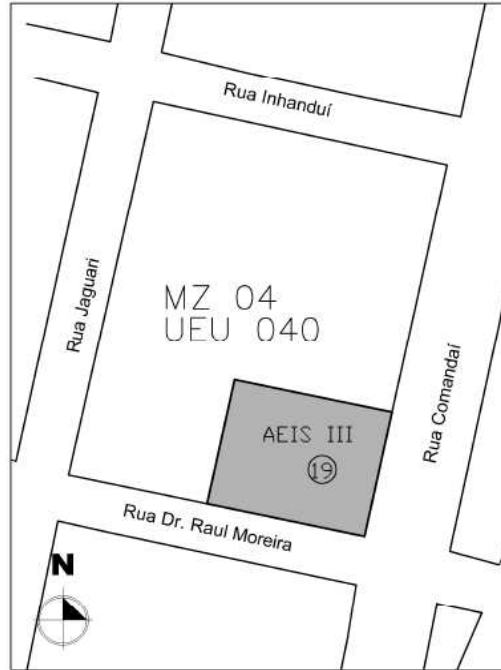 Rua Inhanduí
Rua Jaguari
MZ 04
UEU 040
Rua Comandaí
AEIS III
19
Rua Dr. Raul Moreira
N